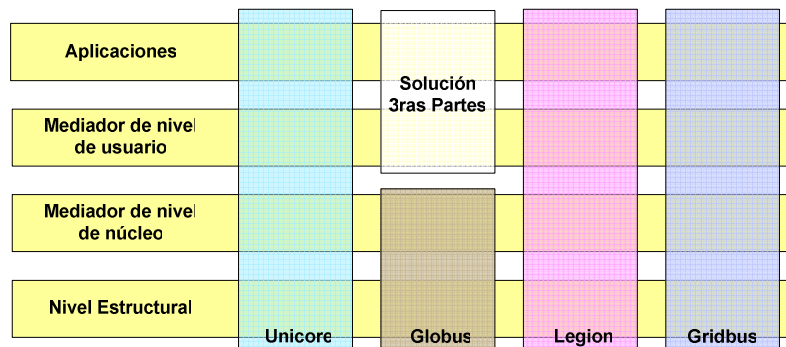 Aplicaciones
Solución
3ras Partes
Mediador de nivel
de usuario
Mediador de nivel
de núcleo
Nivel Estructural
Unicore
Globus
Legion
Gridbus